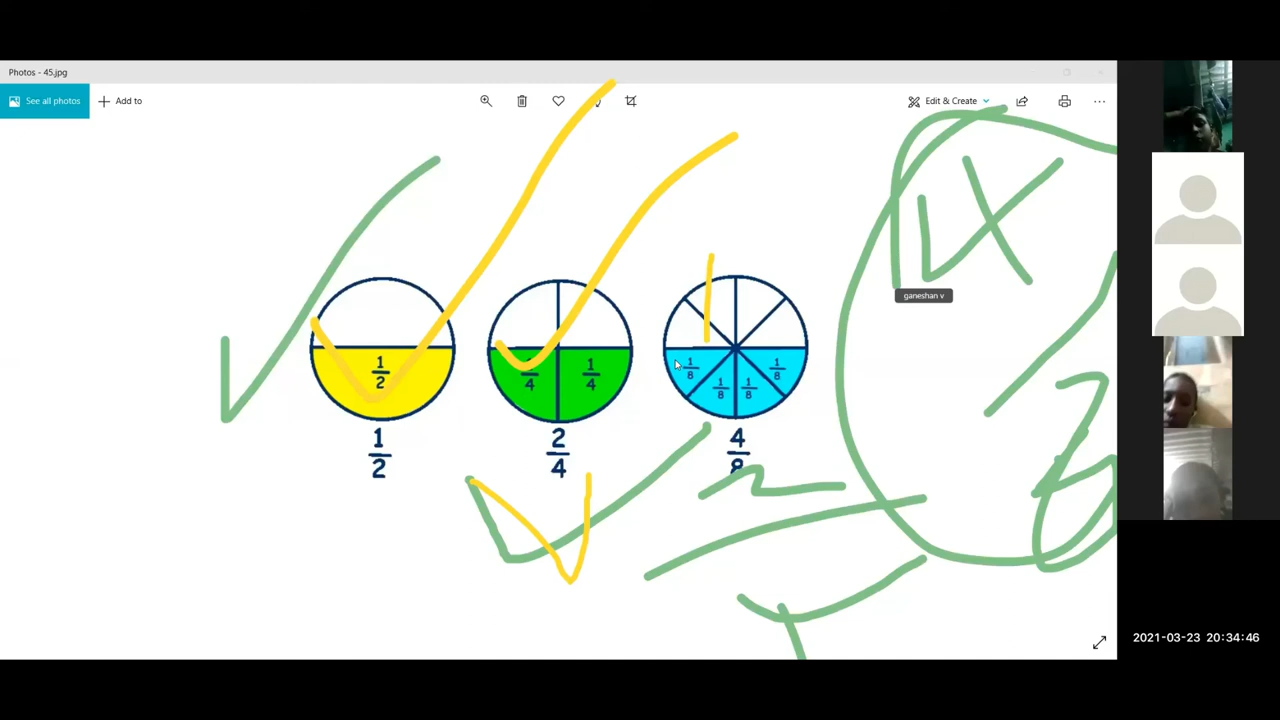 Photos - 45.jpg
See all photos
Add to
Edit & Create
ganeshan v
1/2
1/4
1/4
1/8
1/8
1/8
1/8
1/2
2/4
4/8
2021-03-23 20:34:46